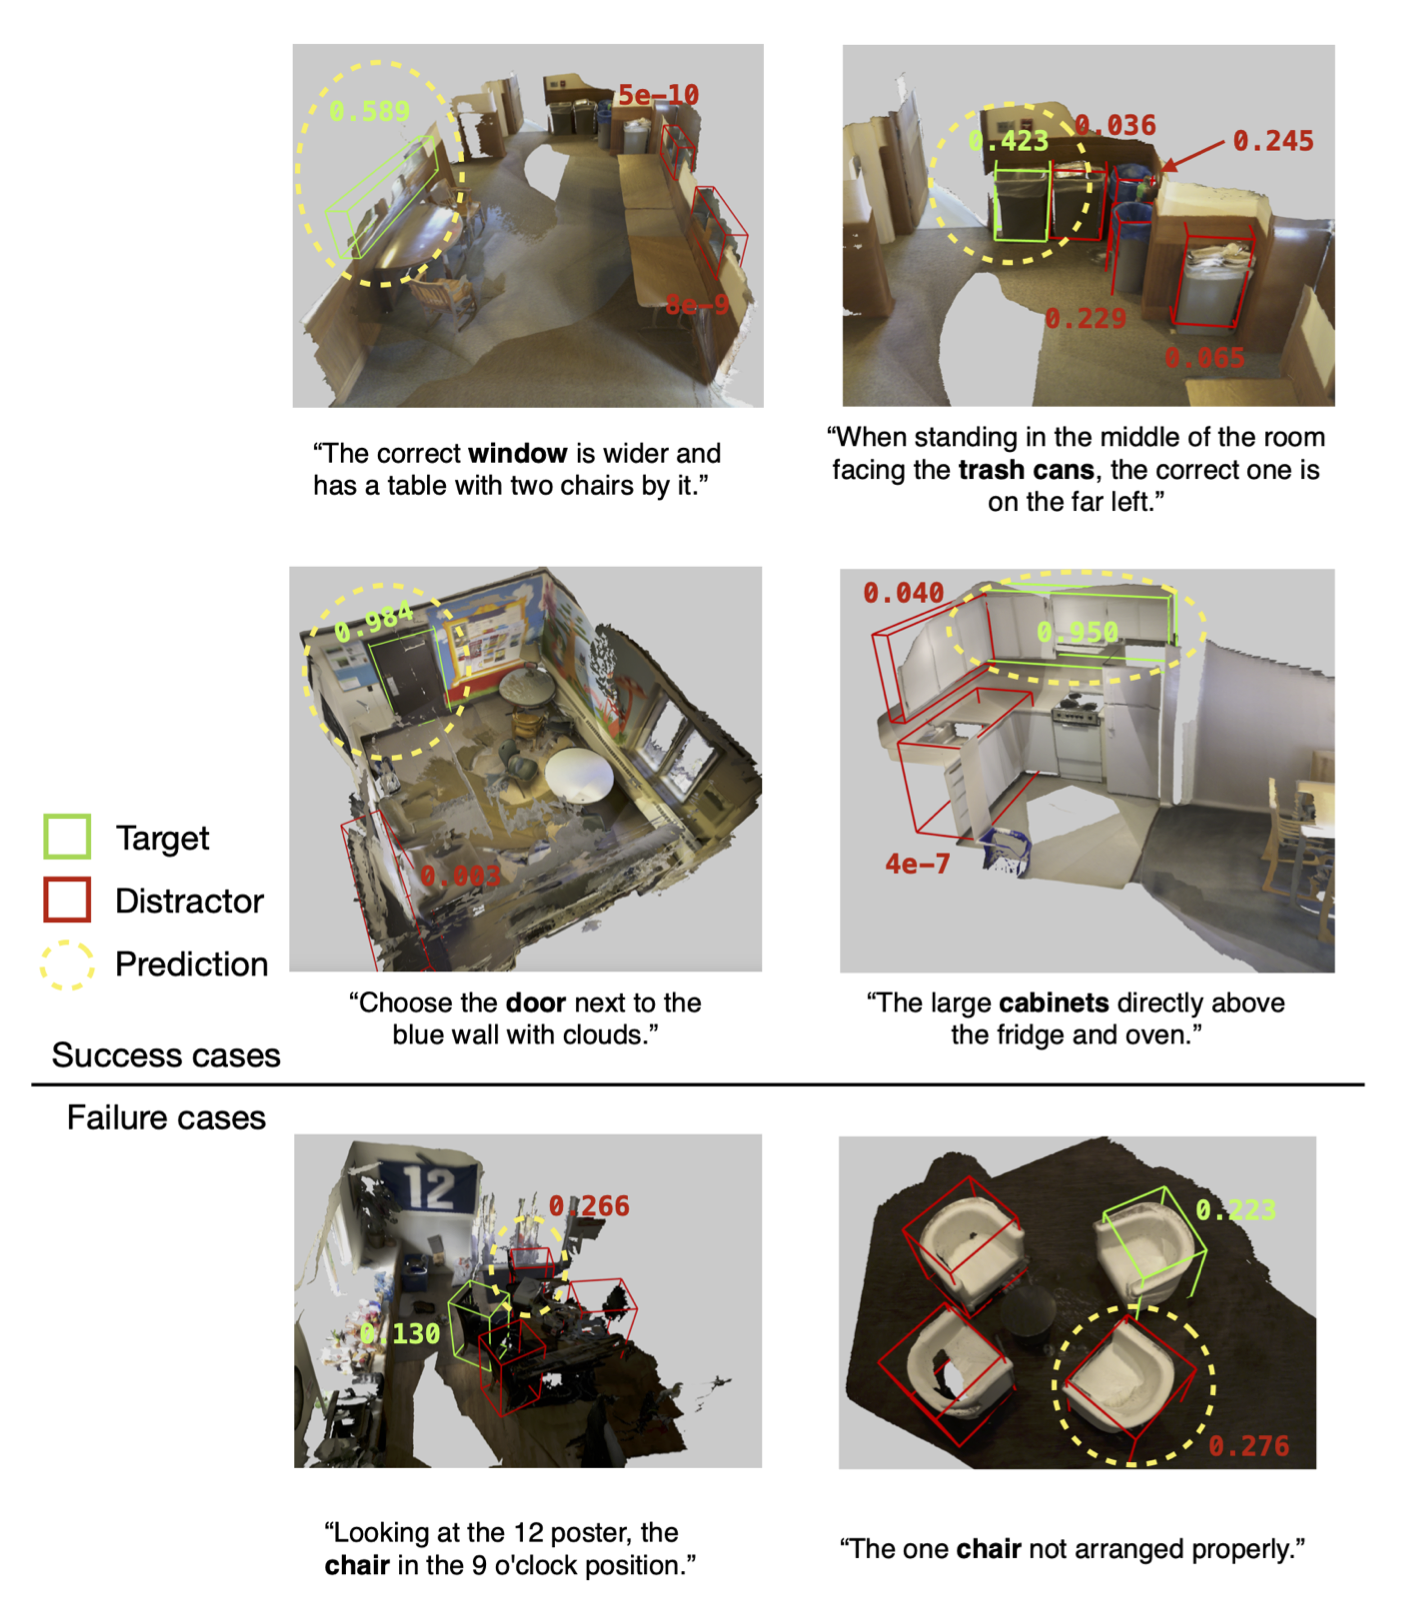 0.589
5e-10
8e-9
0.423
0.036
0.245
0.229
0.065
“The correct window is wider and
has a table with two chairs by it.”
“When standing in the middle of the room
facing the trash cans, the correct one is
on the far left.”
0.984
0.003
0.040
0.950
4e-7
Target
Distractor
Prediction
“Choose the door next to the
blue wall with clouds.”
“The large cabinets directly above
the fridge and oven.”
Success cases
Failure cases
12
0.266
0.130
0.223
0.276
“Looking at the 12 poster, the
chair in the 9 o'clock position.”
“The one chair not arranged properly.”